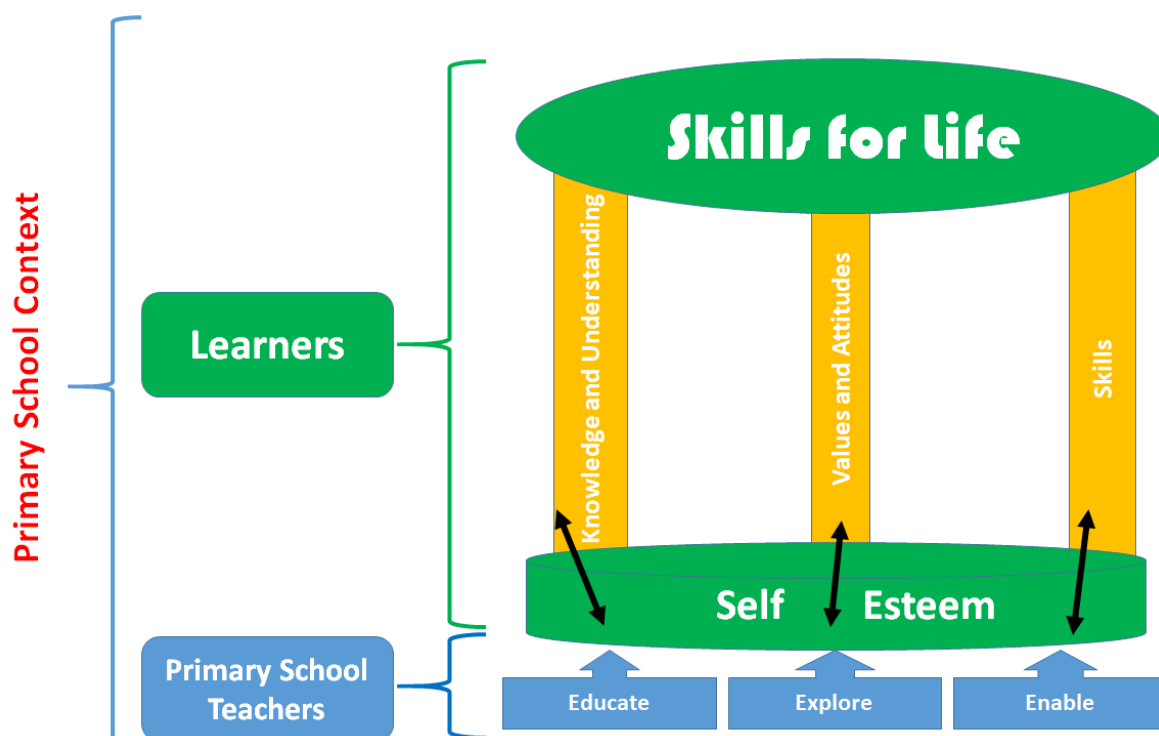 Primary School Context
Learners
Primary School
Teachers
Skills for Life
Knowledge and Understanding
Values and Attitudes
Skills
Self Esteem
Educate
Explore
Enable